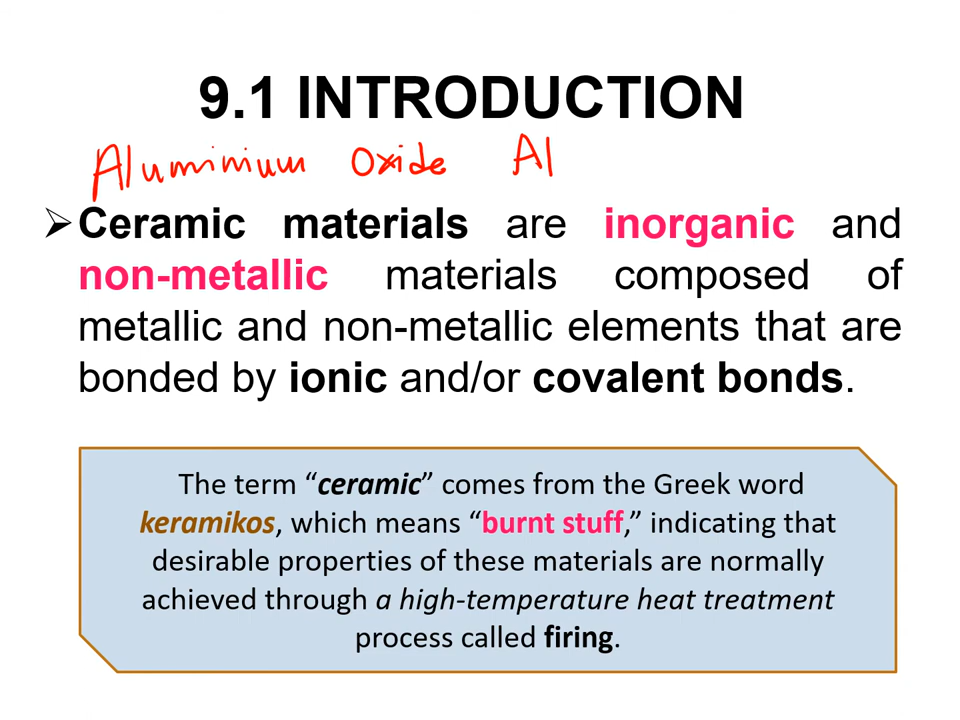 9.1 INTRODUCTION
Aluminium Oxide Al
➢Ceramic materials are inorganic and
non-metallic materials composed of
metallic and non-metallic elements that are
bonded by ionic and/or covalent bonds.
The term “ceramic” comes from the Greek word
keramikos, which means “burnt stuff,” indicating that
desirable properties of these materials are normally
achieved through a high-temperature heat treatment
process called firing.